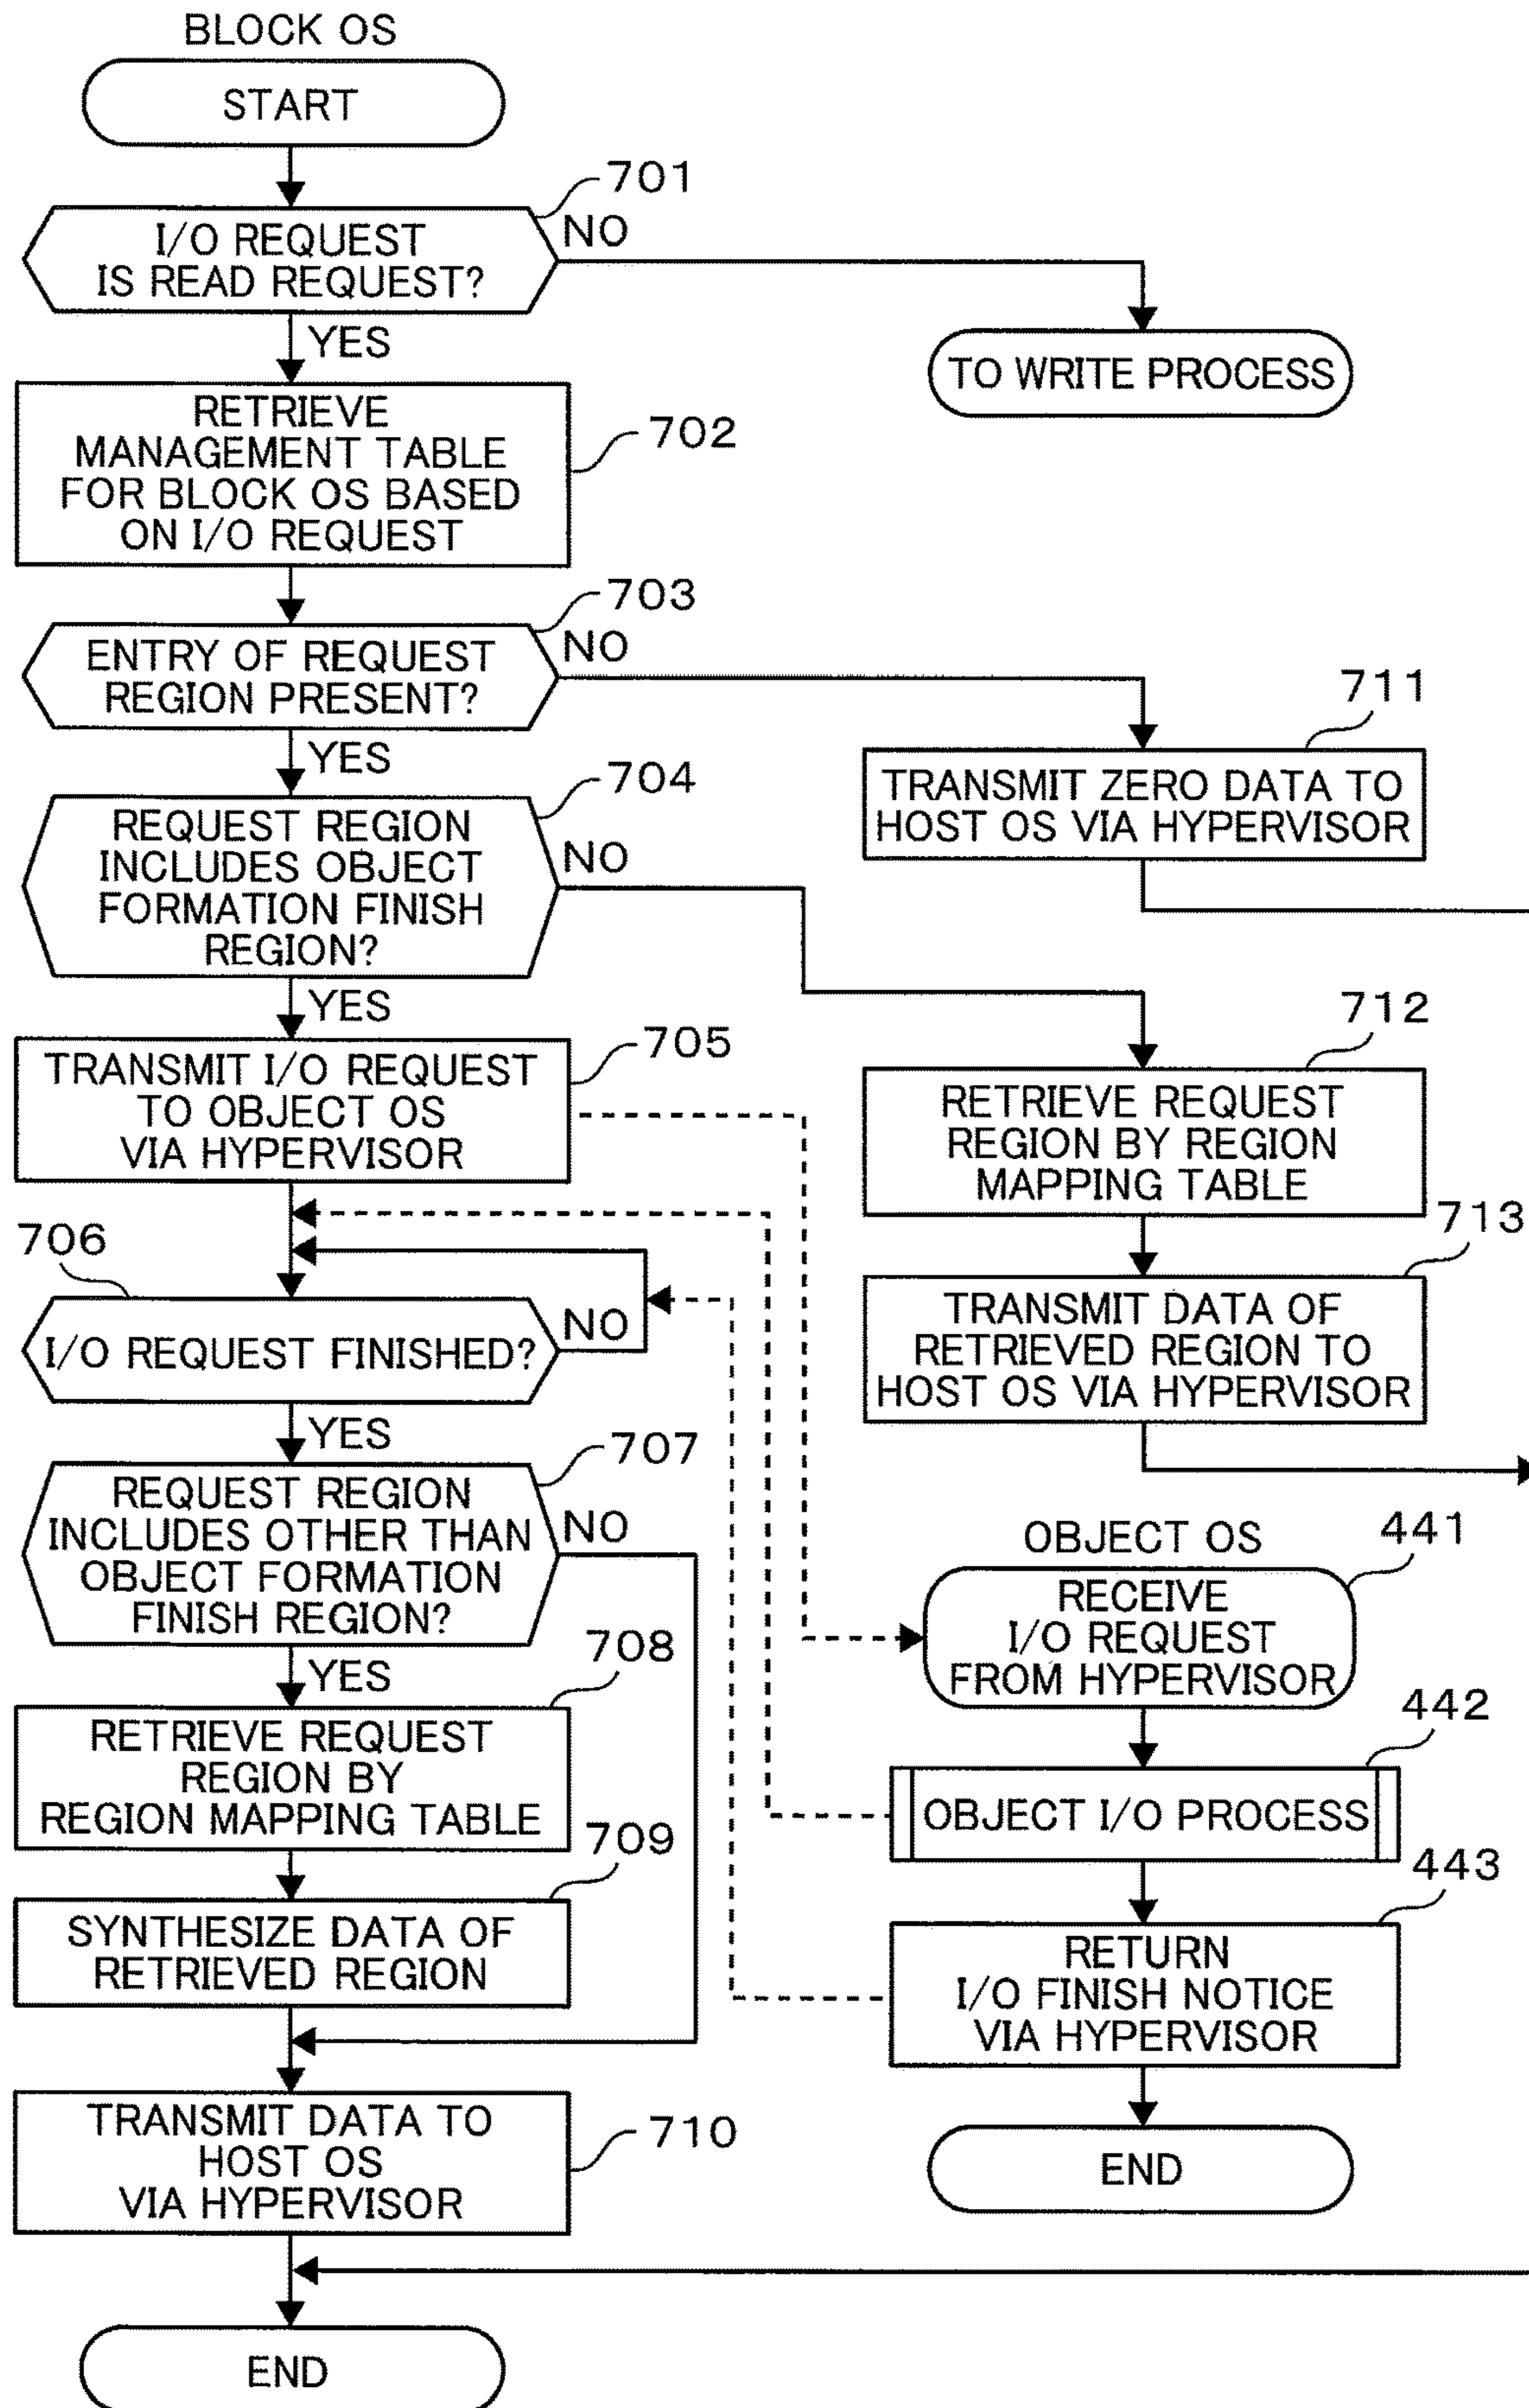 BLOCK OS
START
701
I/O REQUEST
IS READ REQUEST?
NO
YES
TO WRITE PROCESS
RETRIEVE
MANAGEMENT TABLE
FOR BLOCK OS BASED
ON I/O REQUEST
702
703
ENTRY OF REQUEST
REGION PRESENT?
NO
YES
711
TRANSMIT ZERO DATA TO
HOST OS VIA HYPERVISOR
704
REQUEST REGION
INCLUDES OBJECT
FORMATION FINISH
REGION?
NO
YES
705
TRANSMIT I/O REQUEST
TO OBJECT OS
VIA HYPERVISOR
712
RETRIEVE REQUEST
REGION BY REGION
MAPPING TABLE
713
TRANSMIT DATA OF
RETRIEVED REGION TO
HOST OS VIA HYPERVISOR
706
I/O REQUEST FINISHED?
NO
YES
707
REQUEST REGION
INCLUDES OTHER THAN
OBJECT FORMATION
FINISH REGION?
NO
YES
708
RETRIEVE REQUEST
REGION BY
REGION MAPPING TABLE
709
SYNTHESIZE DATA OF
RETRIEVED REGION
TRANSMIT DATA TO
HOST OS
VIA HYPERVISOR
710
END
OBJECT OS
441
RECEIVE
I/O REQUEST
FROM HYPERVISOR
442
OBJECT I/O PROCESS
443
RETURN
I/O FINISH NOTICE
VIA HYPERVISOR
END